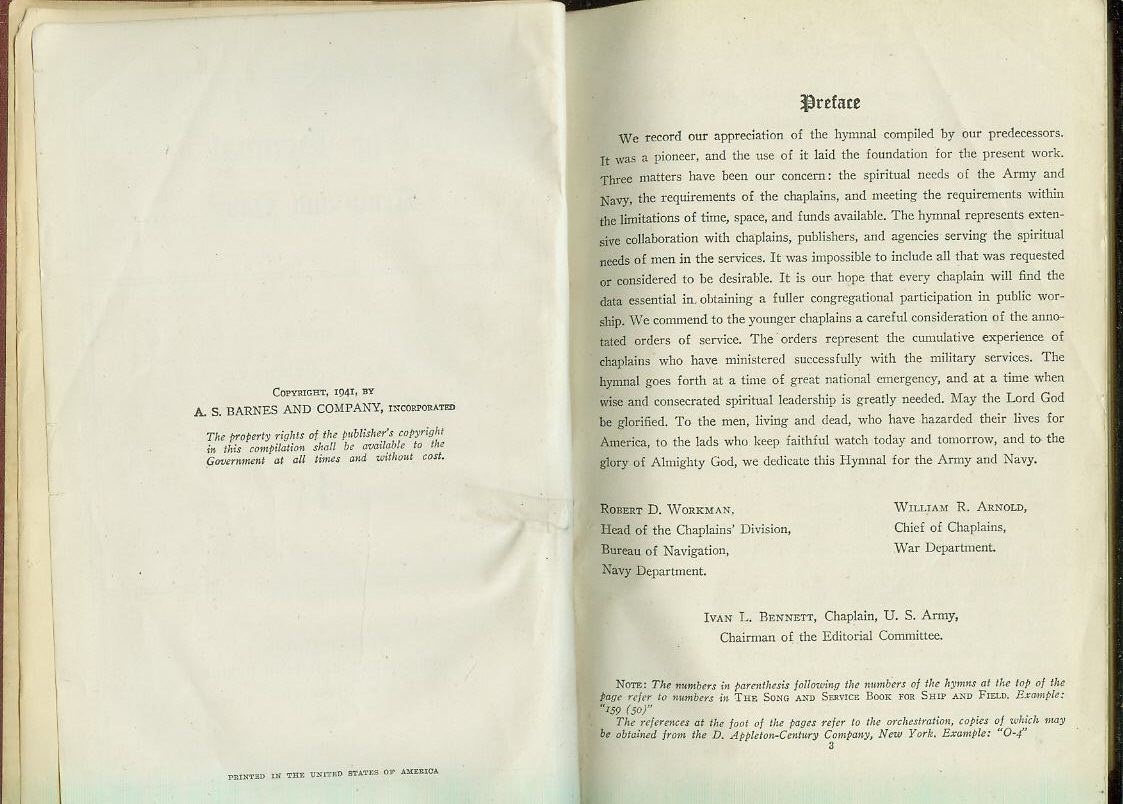 COPYRIGHT, 1941, BY
A. S. BARNES AND COMPANY, INCORPORATED
The property rights of the publisher's copyright
in this compilation shall be available to the
Government at all times and without cost.
PRINTED IN THE UNITED STATES OF AMERICA
Preface
We record our appreciation of the hymnal compiled by our predecessors.
It was a pioneer, and the use of it laid the foundation for the present work.
Three matters have been our concern: the spiritual needs of the Army and
Navy, the requirements of the chaplains, and meeting the requirements within
the limitations of time, space, and funds available. The hymnal represents exten-
sive collaboration with chaplains, publishers, and agencies serving the spiritual
needs of men in the services. It was impossible to include all that was requested
or considered to be desirable. It is our hope that every chaplain will find the
data essential in obtaining a fuller congregational participation in public wor-
ship. We commend to the younger chaplains a careful consideration of the anno-
tated orders of service. The orders represent the cumulative experience of
chaplains who have ministered successfully with the military services. The
hymnal goes forth at a time of great national emergency, and at a time when
wise and consecrated spiritual leadership is greatly needed. May the Lord God
be glorified. To the men, living and dead, who have hazarded their lives for
America, to the lads who keep faithful watch today and tomorrow, and to the
glory of Almighty God, we dedicate this Hymnal for the Army and Navy.
ROBERT D. WORKMAN,
Head of the Chaplains' Division,
Bureau of Navigation,
Navy Department.
WILLIAM R. ARNOLD,
Chief of Chaplains,
War Department.
IVAN L. BENNETT, Chaplain, U. S. Army,
Chairman of the Editorial Committee.
NOTE: The numbers in parenthesis following the numbers of the hymns at the top of the
page refer to numbers in THE SONG AND SERVICE BOOK FOR SHIP AND FIELD. Example:
"159 (50)"
The references at the foot of the pages refer to the orchestration, copies of which may
be obtained from the D. Appleton-Century Company, New York. Example: "O-4"
3